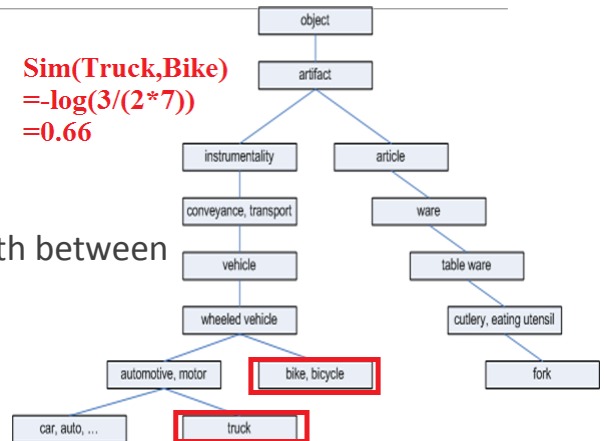 object
Sim(Truck,Bike)
=-log(3/(2*7))
=0.66
artifact
instrumentality
article
conveyance, transport
ware
th between
vehicle
table ware
wheeled vehicle
cutlery, eating utensil
automotive, motor
bike, bicycle
fork
car, auto, ...
truck